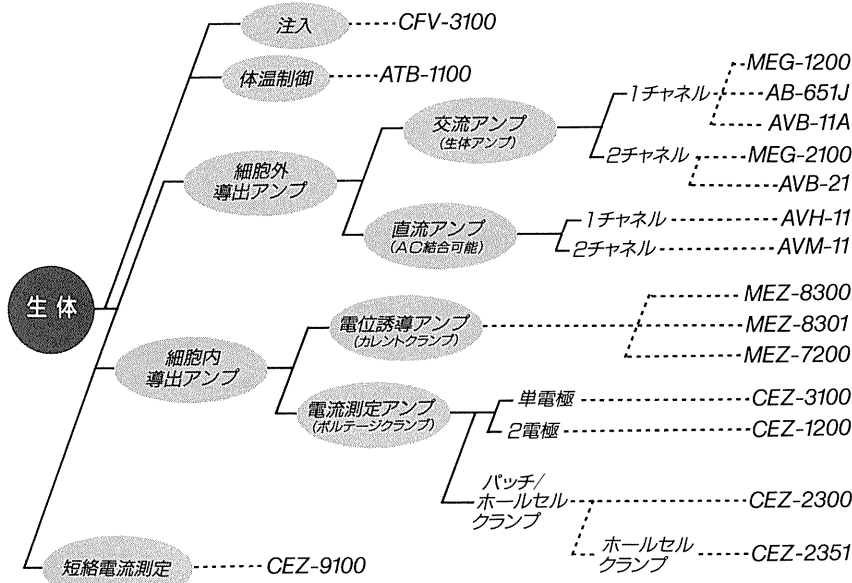 注入 CFV-3100
体温制御 ATB-1100
細胞外
導出アンプ
交流アンプ
(生体アンプ)
1チャネル
MEG-1200
AB-651J
AVB-11A
2チャネル
MEG-2100
AVB-21
直流アンプ
(AC結合可能)
1チャネル AVH-11
2チャネル AVM-11
生体
細胞内
導出アンプ
電位誘導アンプ
(カレントクランプ)
MEZ-8300
MEZ-8301
MEZ-7200
電流測定アンプ
(ボルテージクランプ)
単電極 CEZ-3100
2電極 CEZ-1200
パッチ/
ホールセル
クランプ
CEZ-2300
ホールセル
クランプ
CEZ-2351
短絡電流測定 CEZ-9100